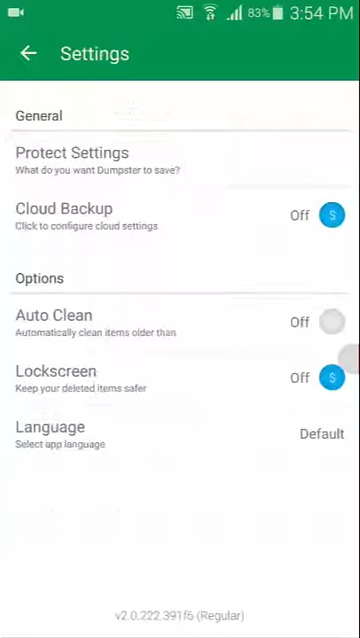 83% 3:54 PM
Settings
General
Protect Settings
What do you want Dumpster to save?
Cloud Backup
Off $
Click to configure cloud settings
Options
Auto Clean
Off
Automatically clean items older than
Lockscreen
Off $
Keep your deleted items safer
Language
Default
Select app language
v2.0.222.391f6 (Regular)